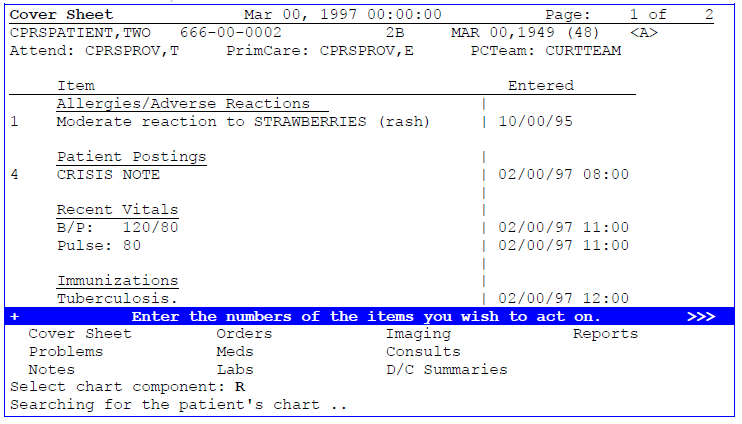 Cover Sheet Mar 00, 1997 00:00:00 Page: 1 of 2
CPRSPATIENT,TWO 666-00-0002 2B MAR 00,1949 (48) <A>
Attend: CPRSPROV,T PrimCare: CPRSPROV,E PCTeam: CURTTEAM
Item Entered
Allergies/Adverse Reactions |
1 Moderate reaction to STRAWBERRIES (rash) | 10/00/95
Patient Postings |
4 CRISIS NOTE | 02/00/97 08:00
|
Recent Vitals |
B/P: 120/80 | 02/00/97 11:00
Pulse: 80 | 02/00/97 11:00
|
Immunizations |
Tuberculosis. | 02/00/97 12:00
+ Enter the numbers of the items you wish to act on. >>>
Cover Sheet Orders Imaging Reports
Problems Meds Consults
Notes Labs D/C Summaries
Select chart component: R
Searching for the patient's chart ..